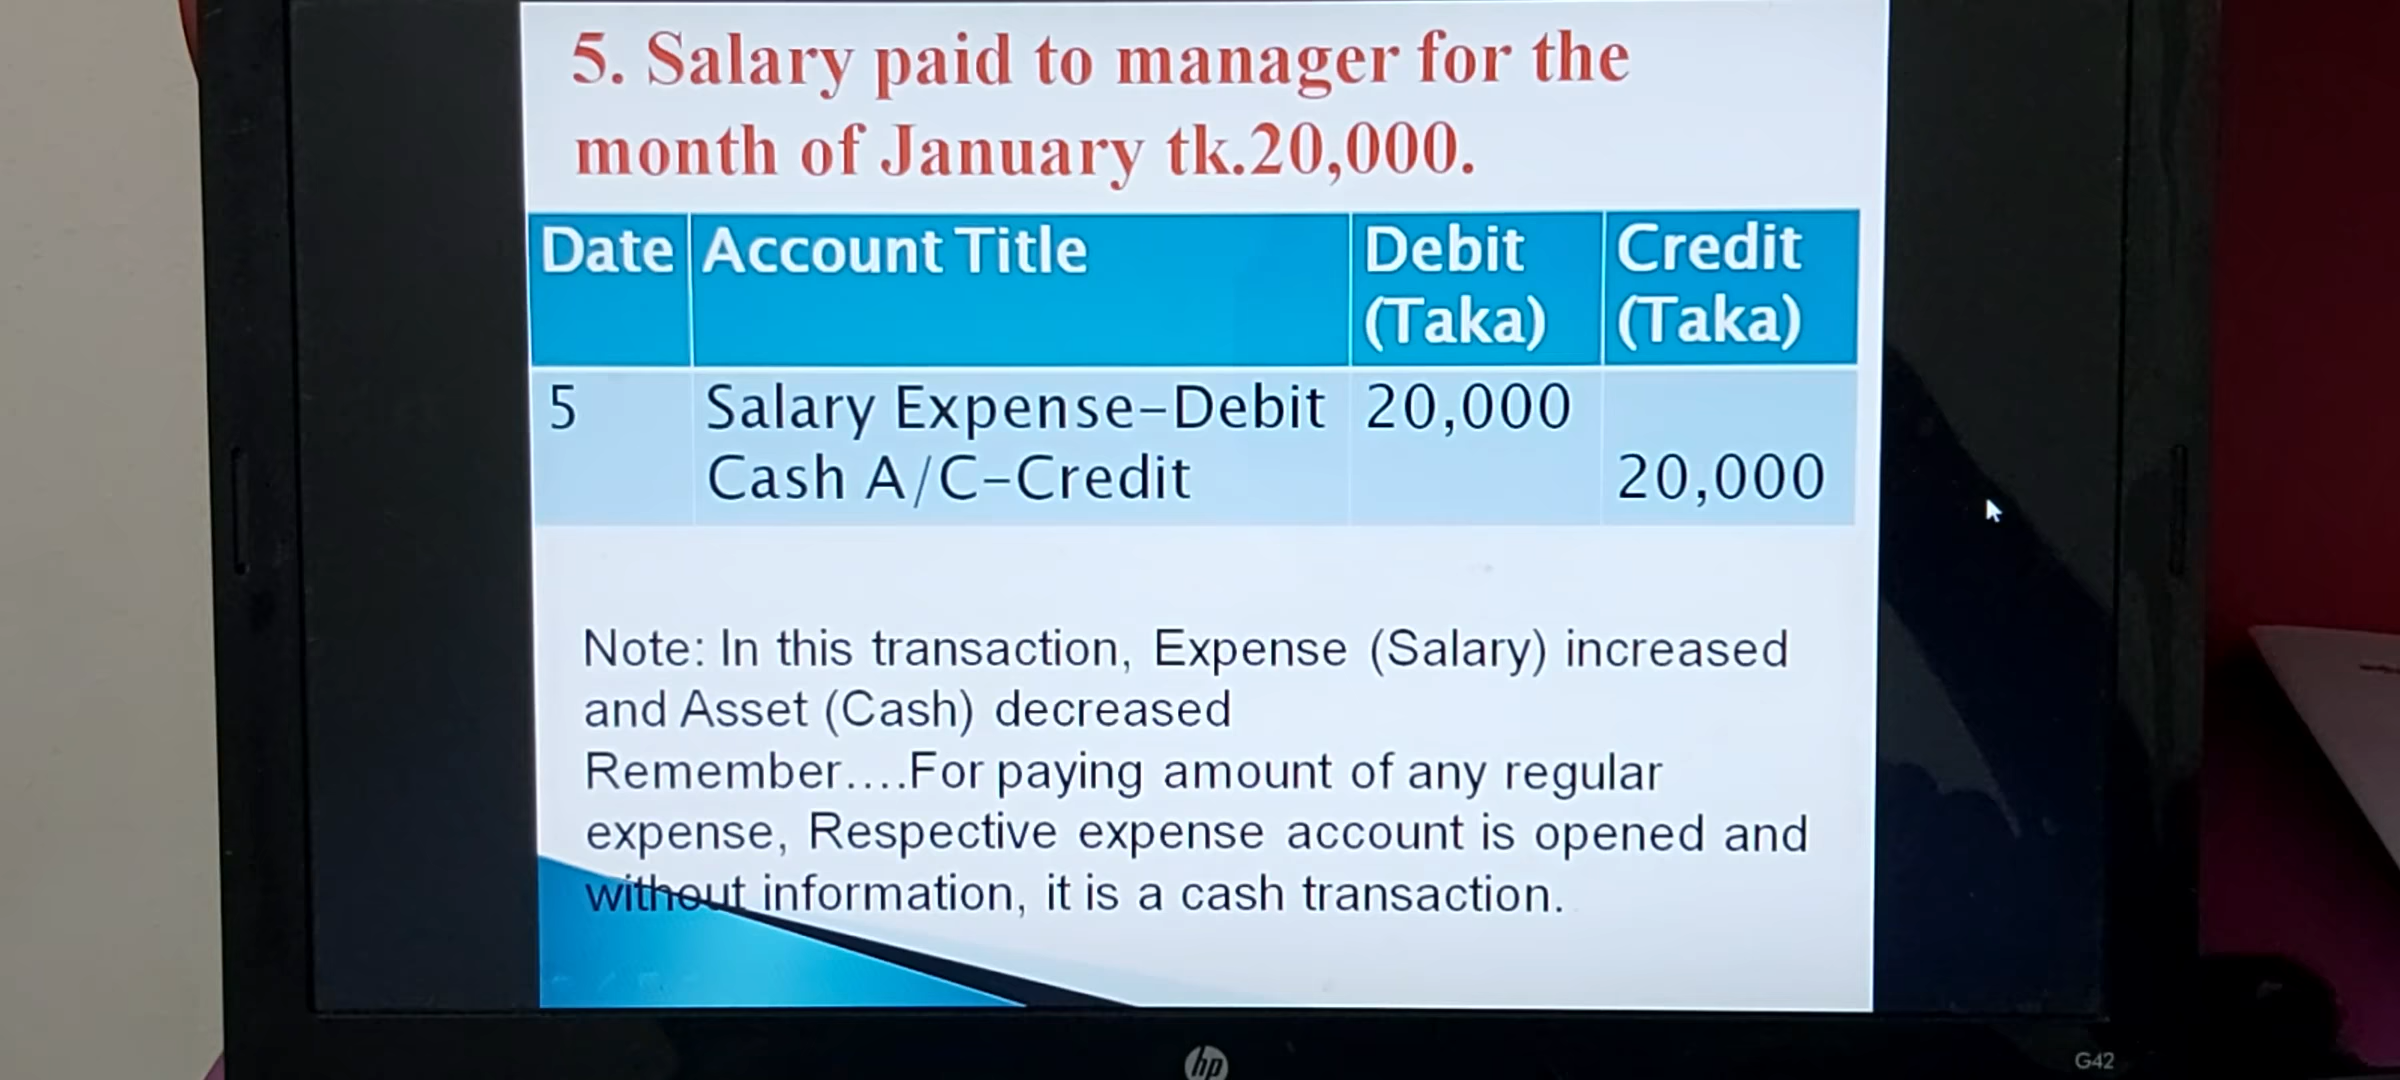 5. Salary paid to manager for the
month of January tk.20,000.
Date Account Title Debit (Taka) Credit (Taka)
5 Salary Expense-Debit 20,000
Cash A/C-Credit 20,000
Note: In this transaction, Expense (Salary) increased
and Asset (Cash) decreased
Remember....For paying amount of any regular
expense, Respective expense account is opened and
without information, it is a cash transaction.
hp
G42